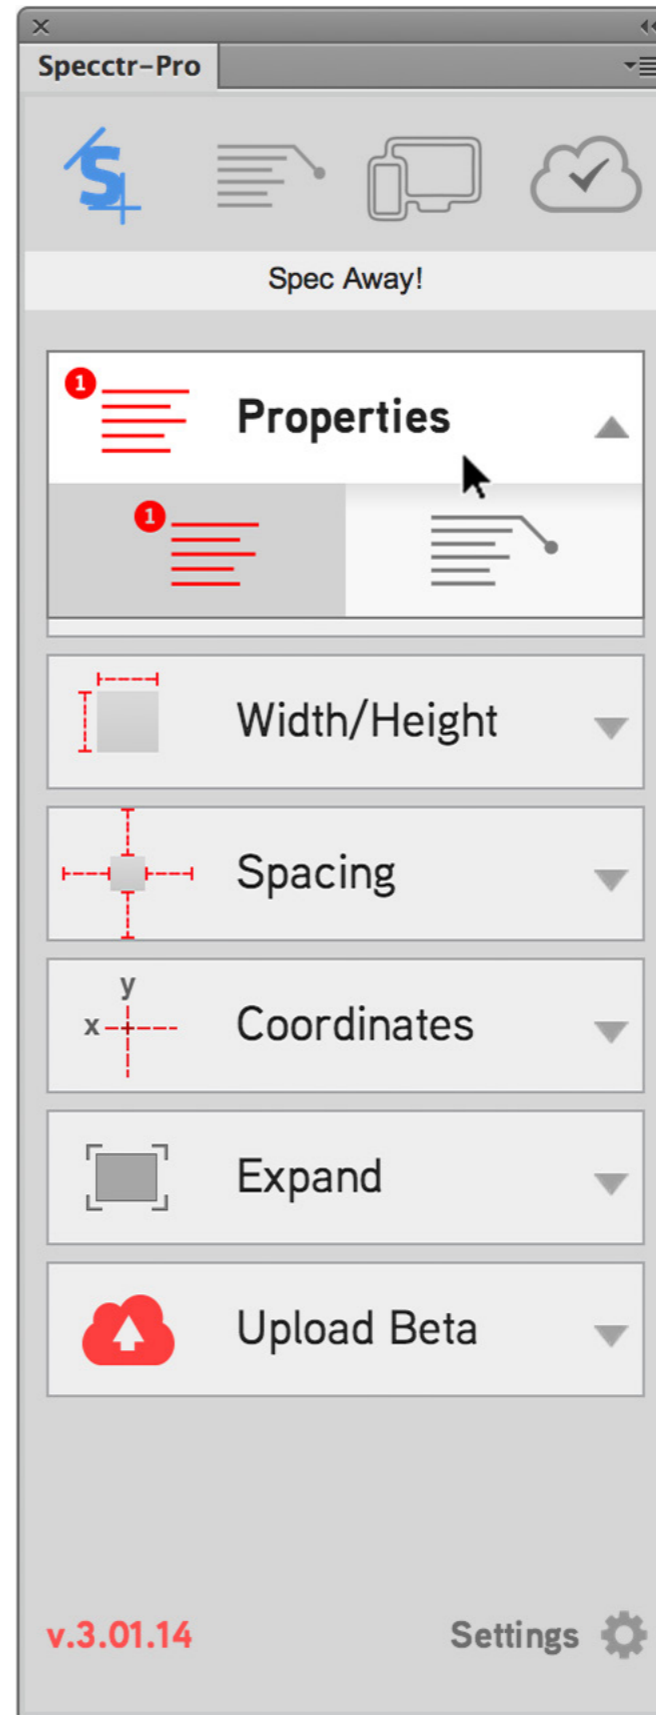 Specctr-Pro
S
Spec Away!
1
Properties
1
Width/Height
Spacing
y
x
Coordinates
Expand
Upload Beta
v.3.01.14
Settings